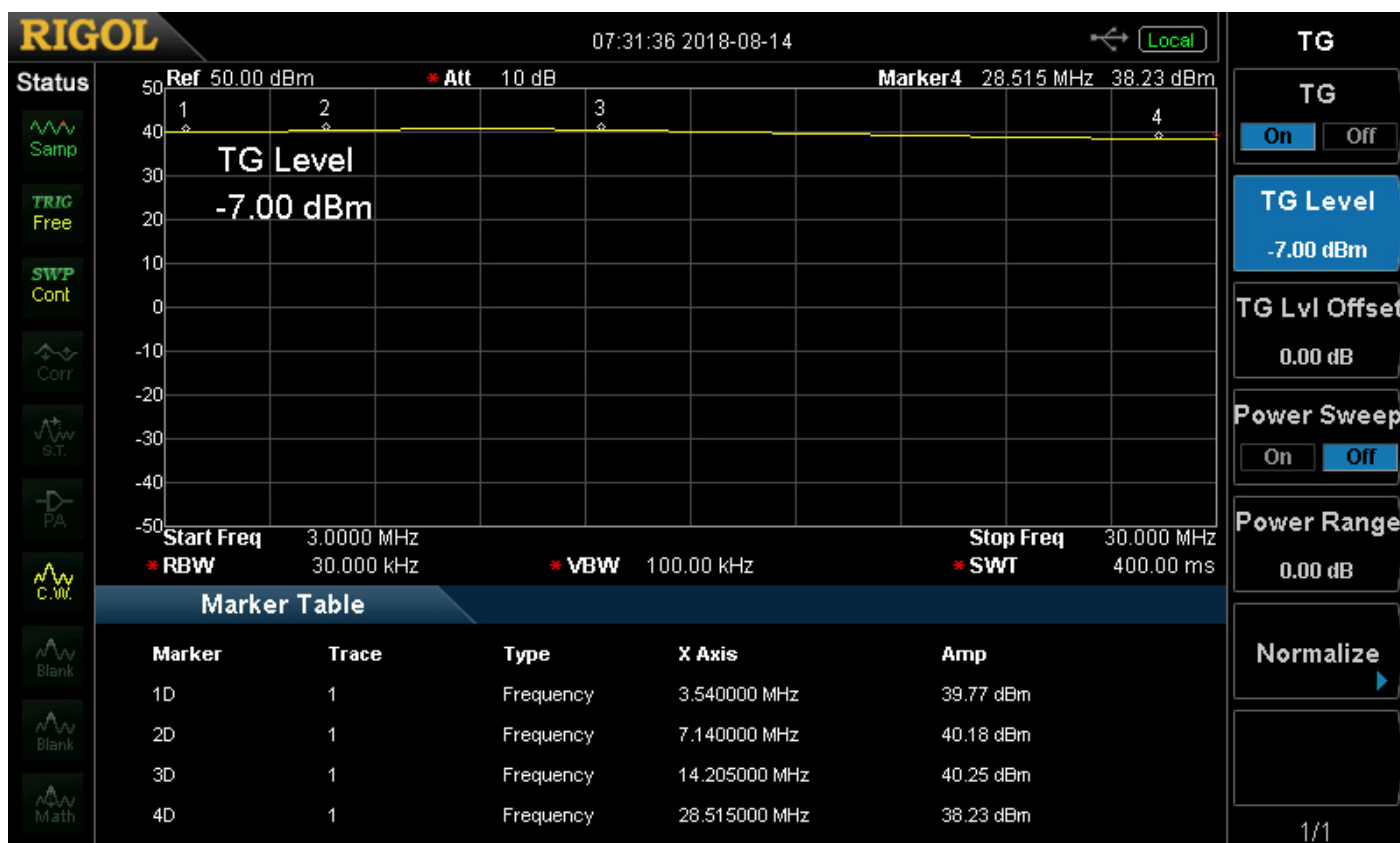 RIGOL
07:31:36 2018-08-14
Local
Status
Samp
TRIG
Free
SWP
Cont
Corr
S.T.
PA
C.W.
Blank
Blank
Math
Ref 50.00 dBm * Att 10 dB Marker4 28.515 MHz 38.23 dBm
50
40
30
20
10
0
-10
-20
-30
-40
-50
1 2 3 4
TG Level
-7.00 dBm
Start Freq 3.0000 MHz Stop Freq 30.000 MHz
* RBW 30.000 kHz * VBW 100.00 kHz * SWT 400.00 ms
Marker Table
Marker Trace Type X Axis Amp
1D 1 Frequency 3.540000 MHz 39.77 dBm
2D 1 Frequency 7.140000 MHz 40.18 dBm
3D 1 Frequency 14.205000 MHz 40.25 dBm
4D 1 Frequency 28.515000 MHz 38.23 dBm
TG
TG
On Off
TG Level
-7.00 dBm
TG Lvl Offset
0.00 dB
Power Sweep
On Off
Power Range
0.00 dB
Normalize
1/1